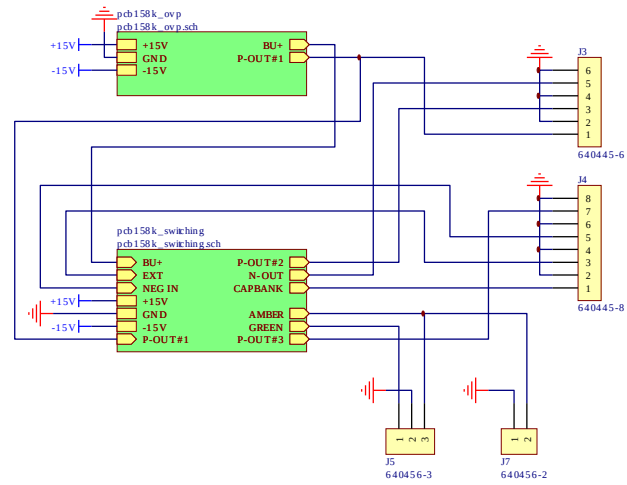 pcb158k_ovp
pcb158k_ovp.sch
+15V
+15V
BU+
GND
P-OUT#1
-15V
-15V
J3
6
5
4
3
2
1
640445-6
J4
8
7
6
5
4
3
2
1
640445-8
pcb158k_switching
pcb158k_switching.sch
BU+
P-OUT#2
EXT
N-OUT
NEG IN
CAPBANK
+15V
+15V
GND
AMBER
-15V
-15V
GREEN
P-OUT#1
P-OUT#3
1
2
3
J5
640456-3
1
2
J7
640456-2